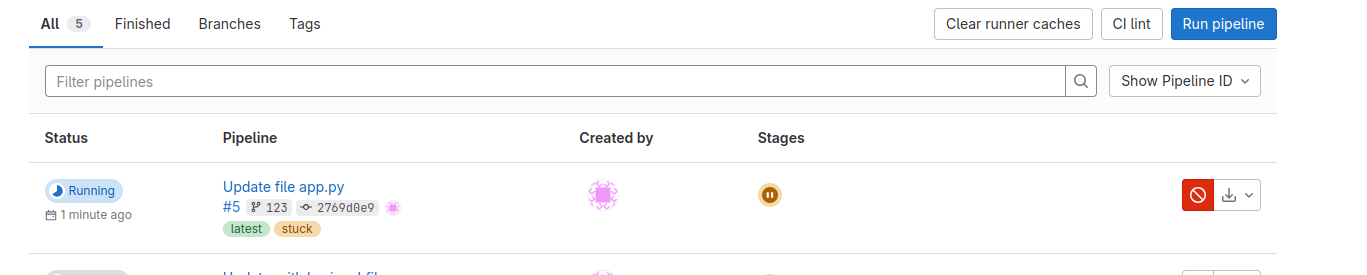 All 5 Finished Branches Tags Clear runner caches CI lint Run pipeline
Filter pipelines Show Pipeline ID
Status Pipeline Created by Stages
Running Update file app.py
#5 123 2769d0e9
1 minute ago
latest stuck